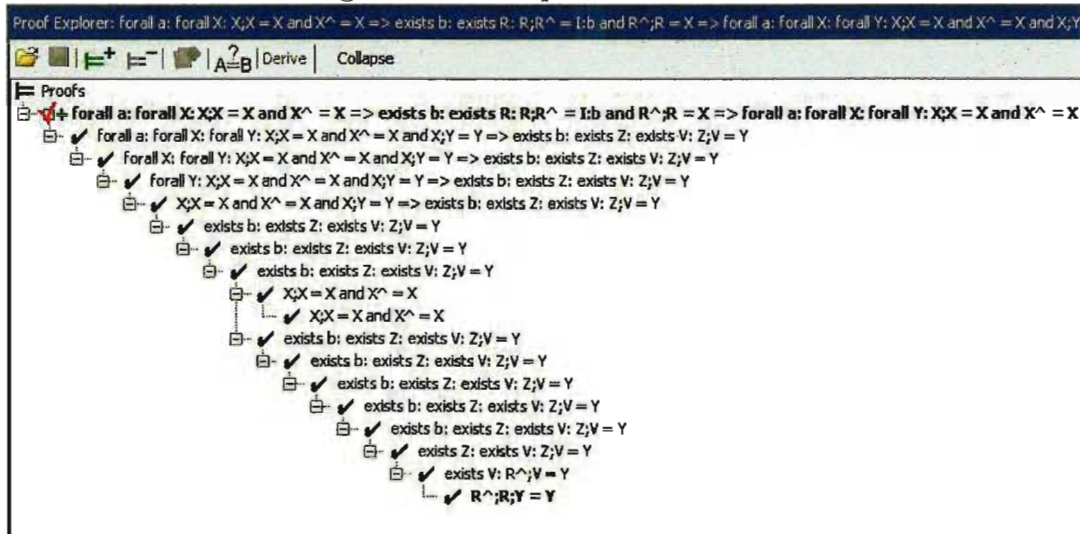 Proof Explorer: forall a: forall X: X;X = X and X^ = X => exists b: exists R: R;R^ = I:b and R^;R = X => forall a: forall X: forall Y: X;X = X and X^ = X and X;Y
A?=B Derive Collapse
Proofs
+ forall a: forall X: X;X = X and X^ = X => exists b: exists R: R;R^ = I:b and R^;R = X => forall a: forall X: forall Y: X;X = X and X^ = X
forall a: forall X: forall Y: X;X = X and X^ = X and X;Y = Y => exists b: exists Z: exists V: Z;V = Y
forall X: forall Y: X;X = X and X^ = X and X;Y = Y => exists b: exists Z: exists V: Z;V = Y
forall Y: X;X = X and X^ = X and X;Y = Y => exists b: exists Z: exists V: Z;V = Y
X;X = X and X^ = X and X;Y = Y => exists b: exists Z: exists V: Z;V = Y
exists b: exists Z: exists V: Z;V = Y
exists b: exists Z: exists V: Z;V = Y
exists b: exists Z: exists V: Z;V = Y
X;X = X and X^ = X
X;X = X and X^ = X
exists b: exists Z: exists V: Z;V = Y
exists b: exists Z: exists V: Z;V = Y
exists b: exists Z: exists V: Z;V = Y
exists b: exists Z: exists V: Z;V = Y
exists b: exists Z: exists V: Z;V = Y
exists Z: exists V: Z;V = Y
exists V: R^;V = Y
R^;R;Y = Y